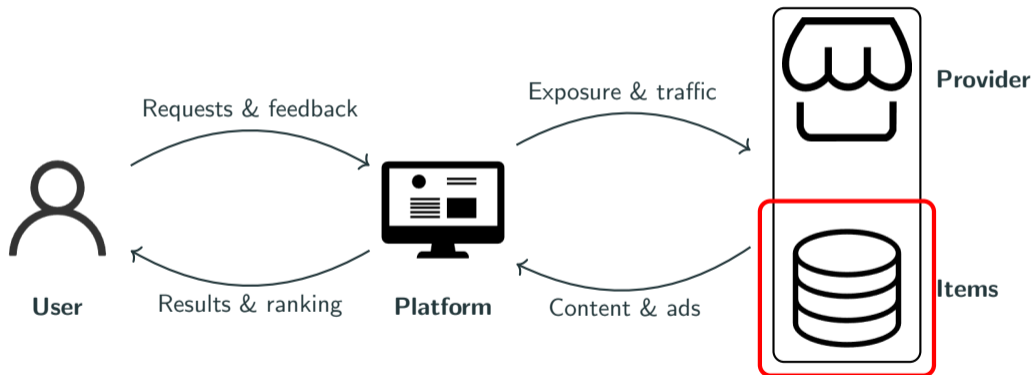 Requests & feedback
Exposure & traffic
Provider
User
Results & ranking
Platform
Content & ads
Items